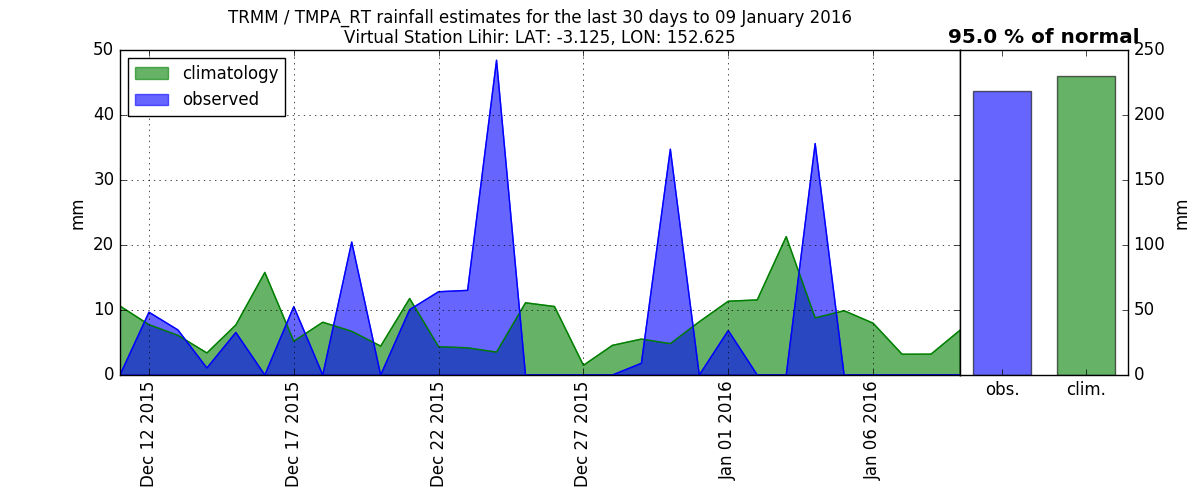 TRMM / TMPA_RT rainfall estimates for the last 30 days to 09 January 2016
Virtual Station Lihir: LAT: -3.125, LON: 152.625
95.0 % of normal
climatology
observed
50
40
30
20
10
0
mm
Dec 12 2015
Dec 17 2015
Dec 22 2015
Dec 27 2015
Jan 01 2016
Jan 06 2016
obs.
clim.
250
200
150
100
50
0
mm